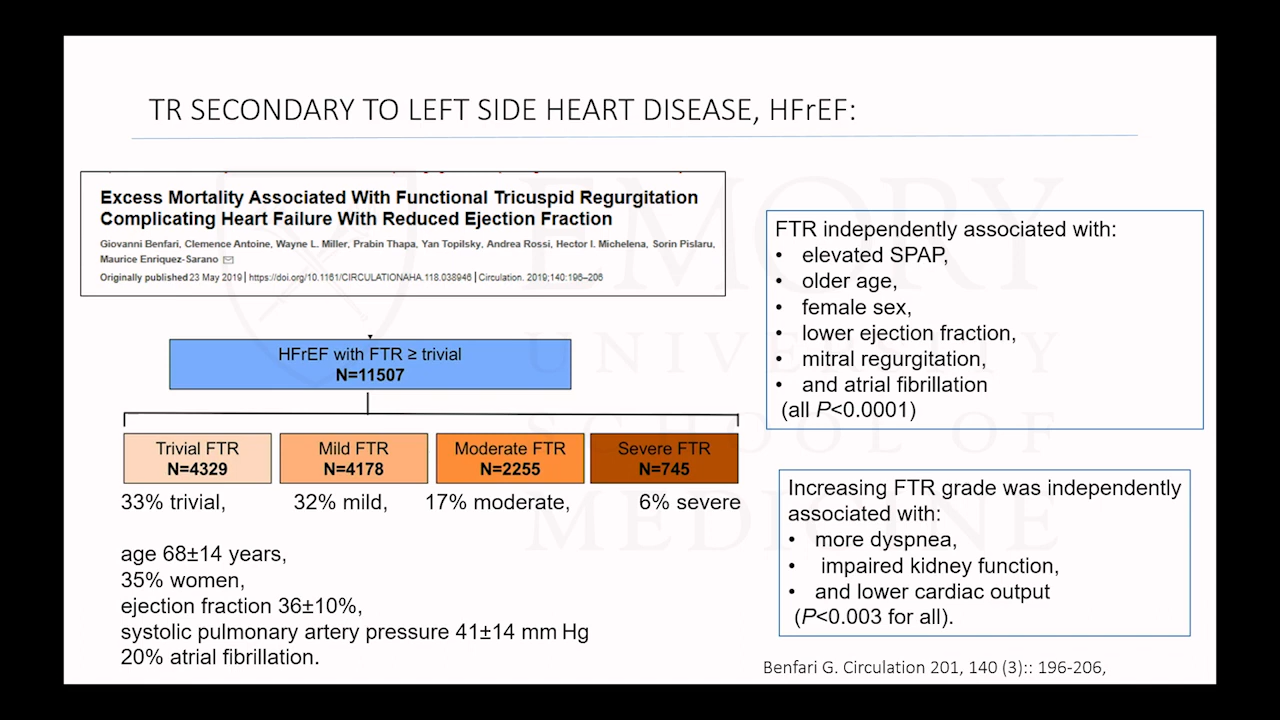 TR SECONDARY TO LEFT SIDE HEART DISEASE, HFrEF:
Excess Mortality Associated With Functional Tricuspid Regurgitation
Complicating Heart Failure With Reduced Ejection Fraction
Giovanni Benfari, Clemence Antoine, Wayne L. Miller, Prabin Thapa, Yan Topilsky, Andrea Rossi, Hector I. Michelena, Sorin Pislaru,
Maurice Enriquez-Sarano
Originally published 23 May 2019 | https://doi.org/10.1161/CIRCULATIONAHA.118.038946 | Circulation. 2019;140:196–206
HFrEF with FTR ≥ trivial
N=11507
Trivial FTR
N=4329
Mild FTR
N=4178
Moderate FTR
N=2255
Severe FTR
N=745
33% trivial, 32% mild, 17% moderate, 6% severe
age 68±14 years,
35% women,
ejection fraction 36±10%,
systolic pulmonary artery pressure 41±14 mm Hg
20% atrial fibrillation.
FTR independently associated with:
• elevated SPAP,
• older age,
• female sex,
• lower ejection fraction,
• mitral regurgitation,
• and atrial fibrillation
(all P<0.0001)
Increasing FTR grade was independently
associated with:
• more dyspnea,
• impaired kidney function,
• and lower cardiac output
(P<0.003 for all).
Benfari G. Circulation 201, 140 (3):: 196-206,
EMORY
UNIVERSITY
SCHOOL OF
MEDICINE